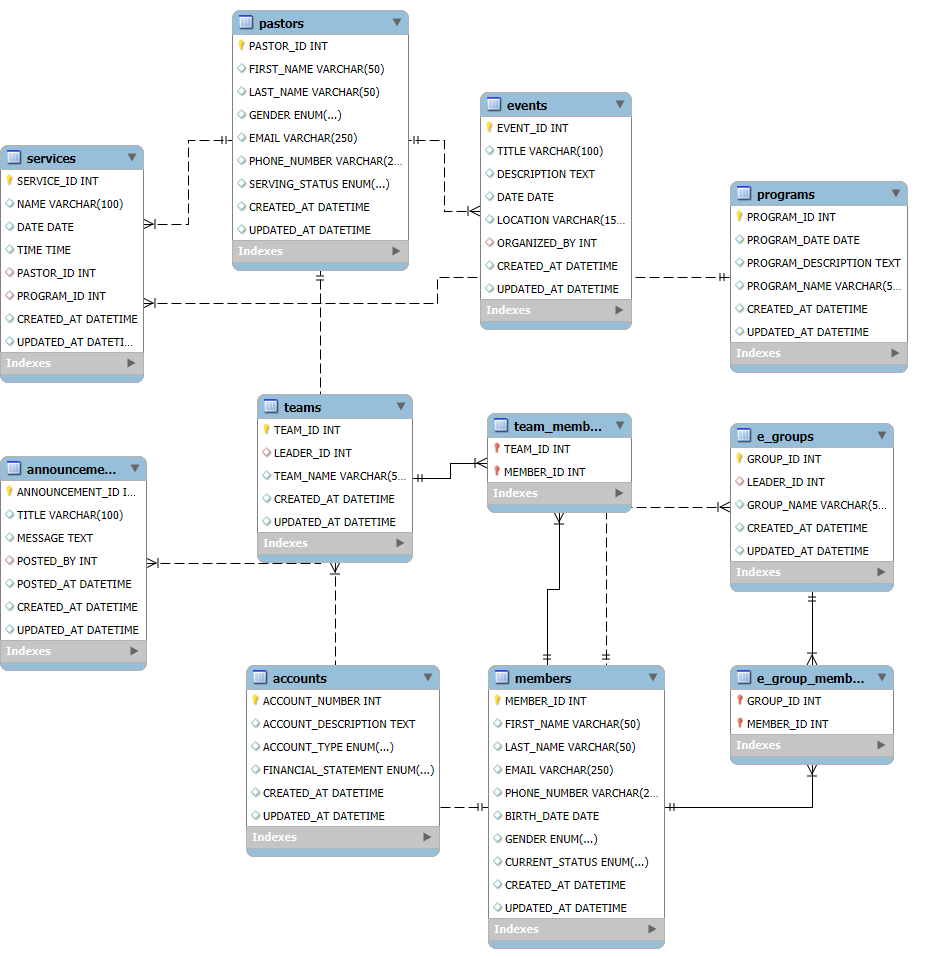 pastors
PASTOR_ID INT
FIRST_NAME VARCHAR(50)
LAST_NAME VARCHAR(50)
GENDER ENUM(...)
EMAIL VARCHAR(250)
PHONE_NUMBER VARCHAR(2...
SERVING_STATUS ENUM(...)
CREATED_AT DATETIME
UPDATED_AT DATETIME
Indexes
events
EVENT_ID INT
TITLE VARCHAR(100)
DESCRIPTION TEXT
DATE DATE
LOCATION VARCHAR(15...
ORGANIZED_BY INT
CREATED_AT DATETIME
UPDATED_AT DATETIME
Indexes
services
SERVICE_ID INT
NAME VARCHAR(100)
DATE DATE
TIME TIME
PASTOR_ID INT
PROGRAM_ID INT
CREATED_AT DATETIME
UPDATED_AT DATETI...
Indexes
programs
PROGRAM_ID INT
PROGRAM_DATE DATE
PROGRAM_DESCRIPTION TEXT
PROGRAM_NAME VARCHAR(5...
CREATED_AT DATETIME
UPDATED_AT DATETIME
Indexes
teams
TEAM_ID INT
LEADER_ID INT
TEAM_NAME VARCHAR(5...
CREATED_AT DATETIME
UPDATED_AT DATETIME
Indexes
team_memb...
TEAM_ID INT
MEMBER_ID INT
Indexes
e_groups
GROUP_ID INT
LEADER_ID INT
GROUP_NAME VARCHAR(5...
CREATED_AT DATETIME
UPDATED_AT DATETIME
Indexes
announceme...
ANNOUNCEMENT_ID I...
TITLE VARCHAR(100)
MESSAGE TEXT
POSTED_BY INT
POSTED_AT DATETIME
CREATED_AT DATETIME
UPDATED_AT DATETIME
Indexes
accounts
ACCOUNT_NUMBER INT
ACCOUNT_DESCRIPTION TEXT
ACCOUNT_TYPE ENUM(...)
FINANCIAL_STATEMENT ENUM(...)
CREATED_AT DATETIME
UPDATED_AT DATETIME
Indexes
members
MEMBER_ID INT
FIRST_NAME VARCHAR(50)
LAST_NAME VARCHAR(50)
EMAIL VARCHAR(250)
PHONE_NUMBER VARCHAR(2...
BIRTH_DATE DATE
GENDER ENUM(...)
CURRENT_STATUS ENUM(...)
CREATED_AT DATETIME
UPDATED_AT DATETIME
Indexes
e_group_memb...
GROUP_ID INT
MEMBER_ID INT
Indexes